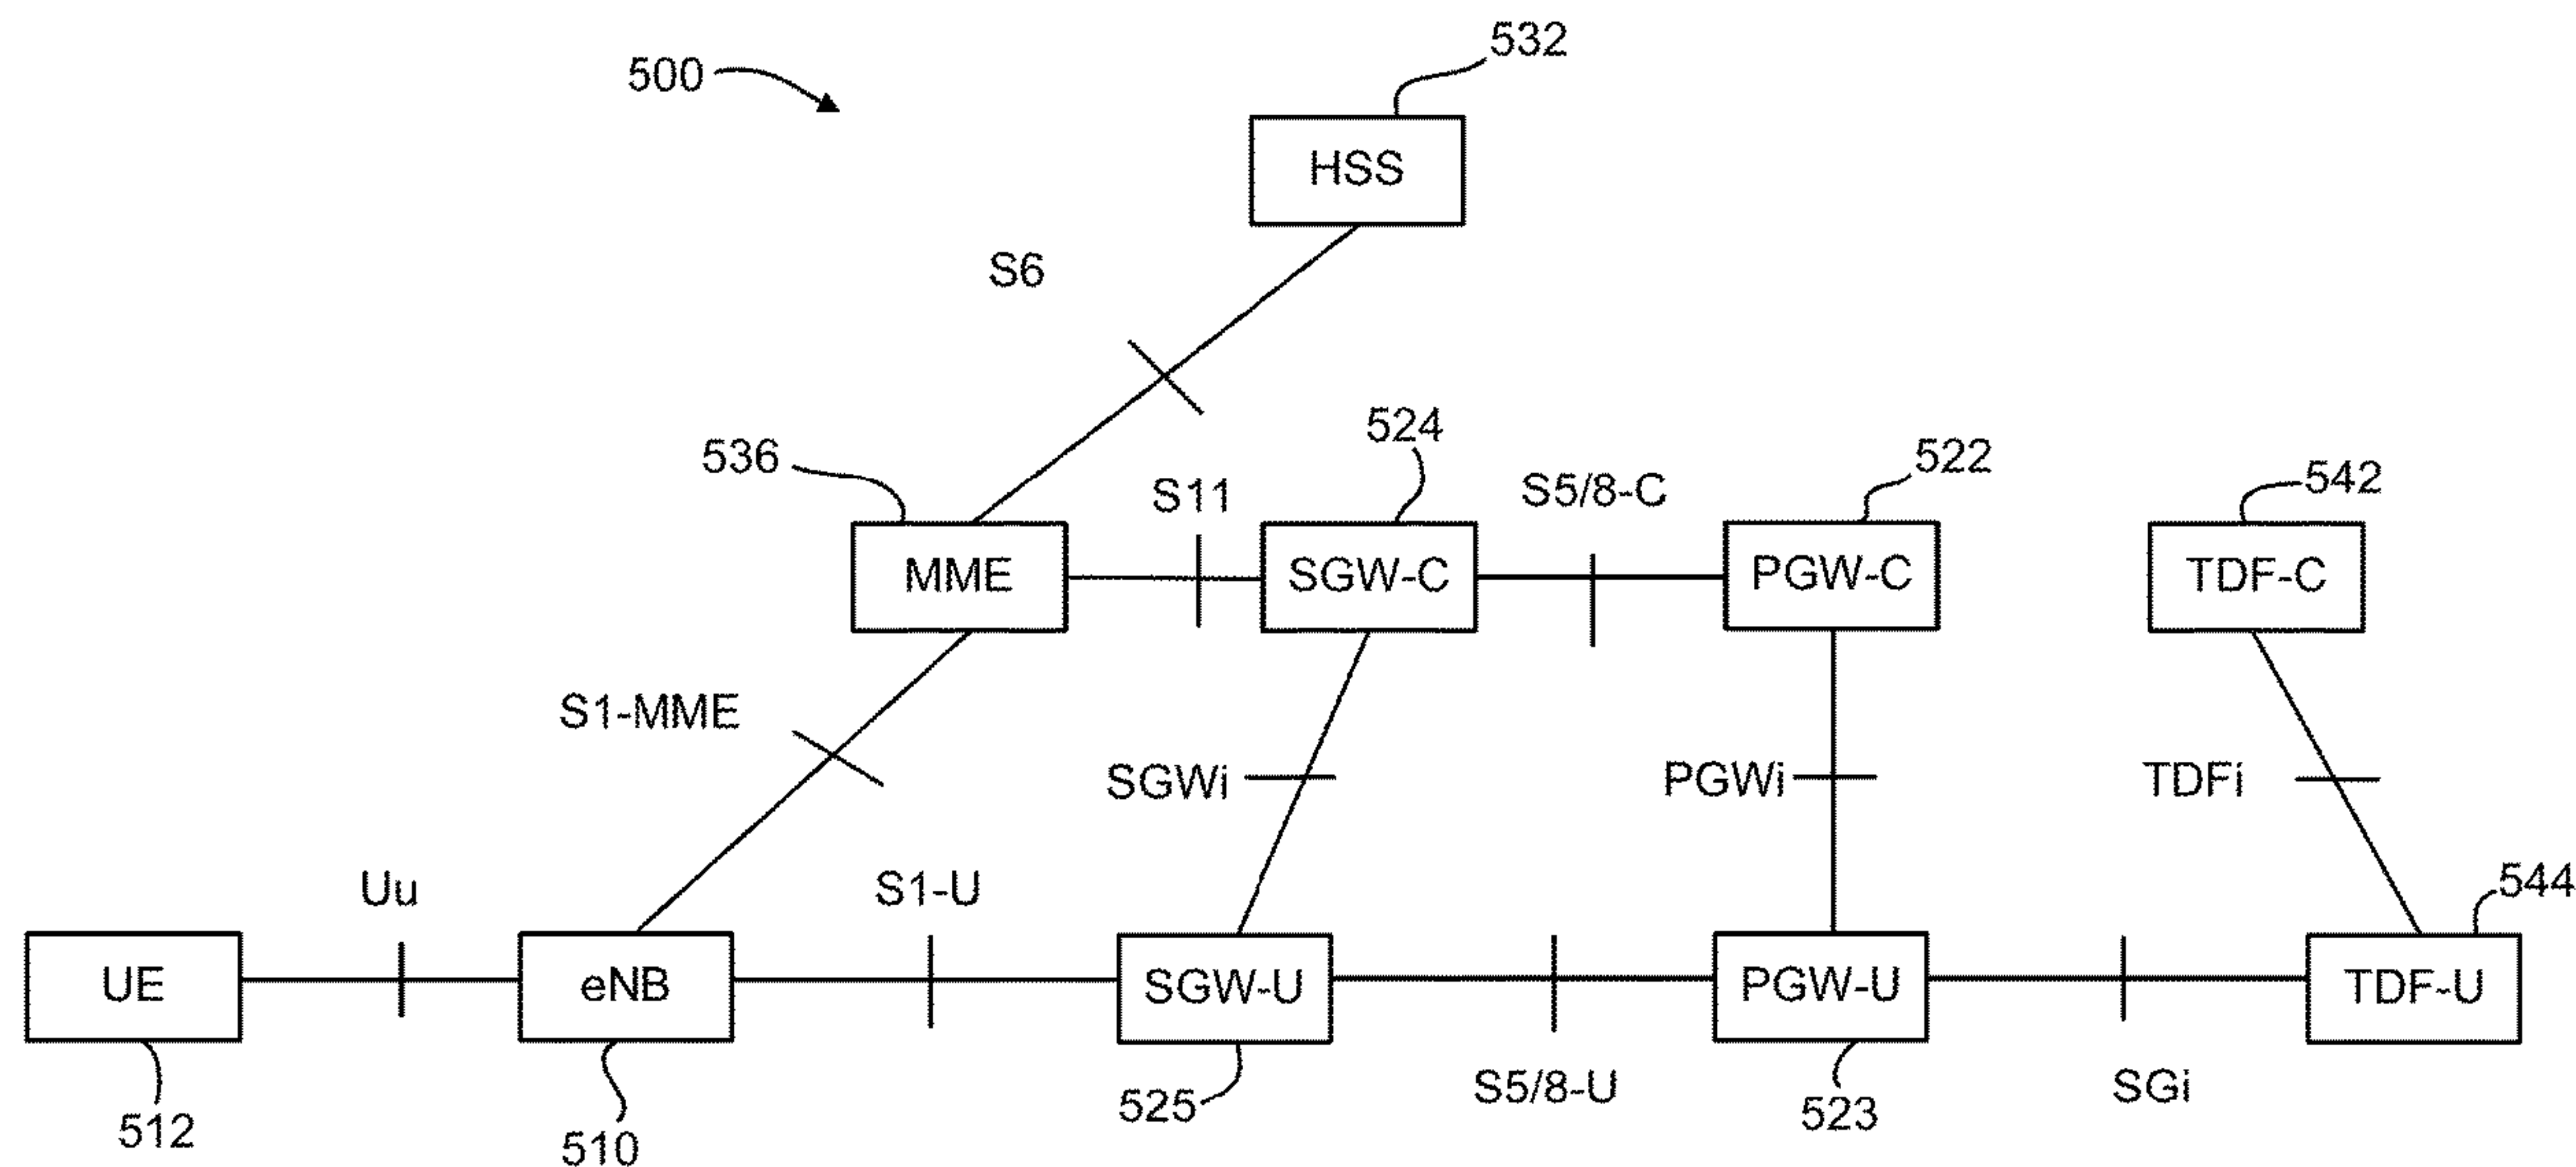 532
500
HSS
S6
524
536
522
S11
S5/8-C
542
MME
SGW-C
PGW-C
TDF-C
S1-MME
SGWi
PGWi
TDFi
Uu
S1-U
544
UE
eNB
SGW-U
PGW-U
TDF-U
S5/8-U
SGi
525
523
512
510